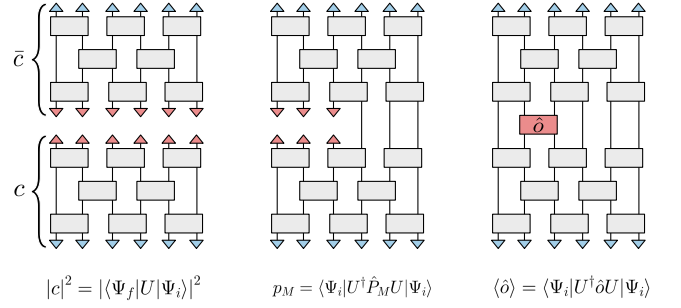 c̄
ô
c
|c|² = |⟨Ψ_f|U|Ψ_i⟩|²
p_M = ⟨Ψ_i|U†P̂_M U|Ψ_i⟩
⟨ô⟩ = ⟨Ψ_i|U†ôU|Ψ_i⟩